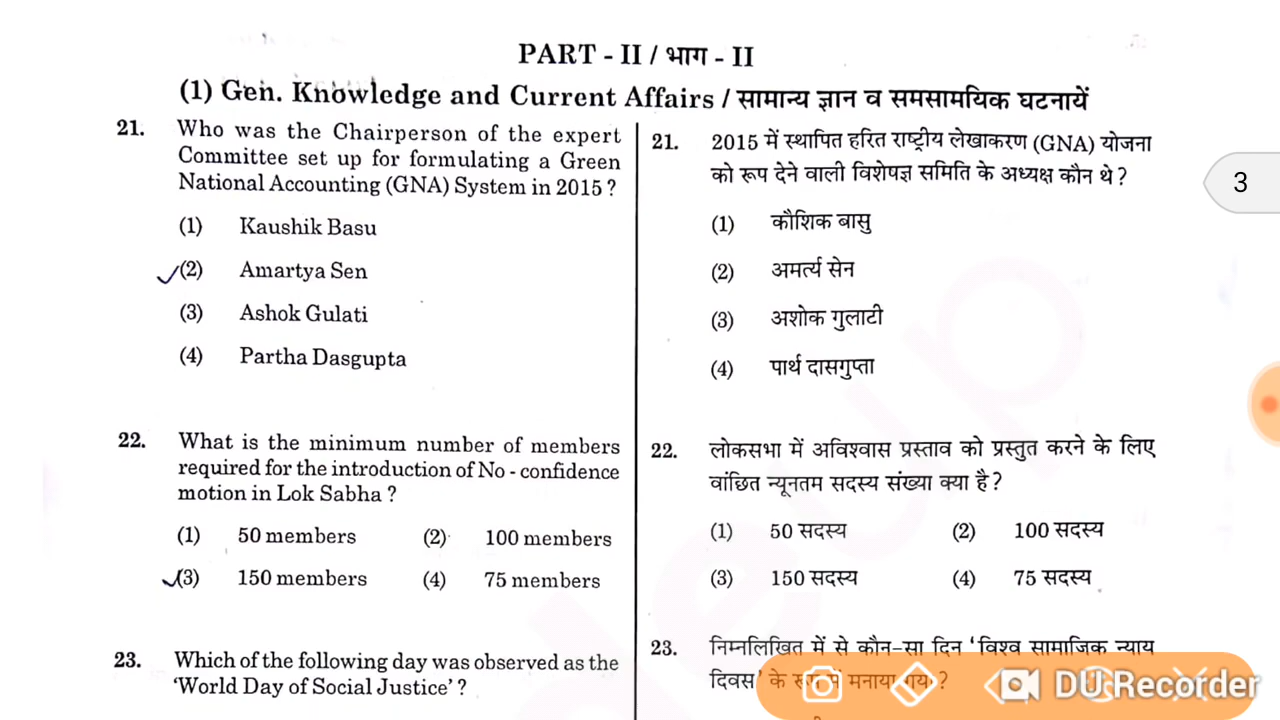 PART - II / भाग - II
(1) Gen. Knowledge and Current Affairs / सामान्य ज्ञान व समसामयिक घटनायें
21. Who was the Chairperson of the expert
Committee set up for formulating a Green
National Accounting (GNA) System in 2015 ?
(1) Kaushik Basu
(2) Amartya Sen
(3) Ashok Gulati
(4) Partha Dasgupta
22. What is the minimum number of members
required for the introduction of No - confidence
motion in Lok Sabha ?
(1) 50 members (2) 100 members
(3) 150 members (4) 75 members
23. Which of the following day was observed as the
'World Day of Social Justice' ?
21. 2015 में स्थापित हरित राष्ट्रीय लेखाकरण (GNA) योजना
को रूप देने वाली विशेषज्ञ समिति के अध्यक्ष कौन थे ?
(1) कौशिक बासु
(2) अमर्त्य सेन
(3) अशोक गुलाटी
(4) पार्थ दासगुप्ता
22. लोकसभा में अविश्वास प्रस्ताव को प्रस्तुत करने के लिए
वांछित न्यूनतम सदस्य संख्या क्या है ?
(1) 50 सदस्य (2) 100 सदस्य
(3) 150 सदस्य (4) 75 सदस्य
23. निम्नलिखित में से कौन-सा दिन 'विश्व सामाजिक न्याय
दिवस' के में मनाया ?
3
DU Recorder